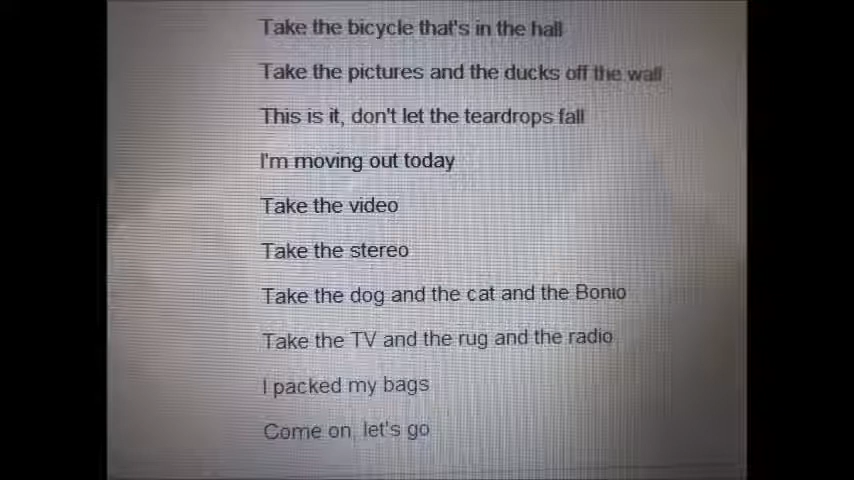 Take the bicycle that's in the hall
Take the pictures and the ducks off the wall
This is it, don't let the teardrops fall
I'm moving out today
Take the video
Take the stereo
Take the dog and the cat and the Bonio
Take the TV and the rug and the radio
I packed my bags
Come on, let's go